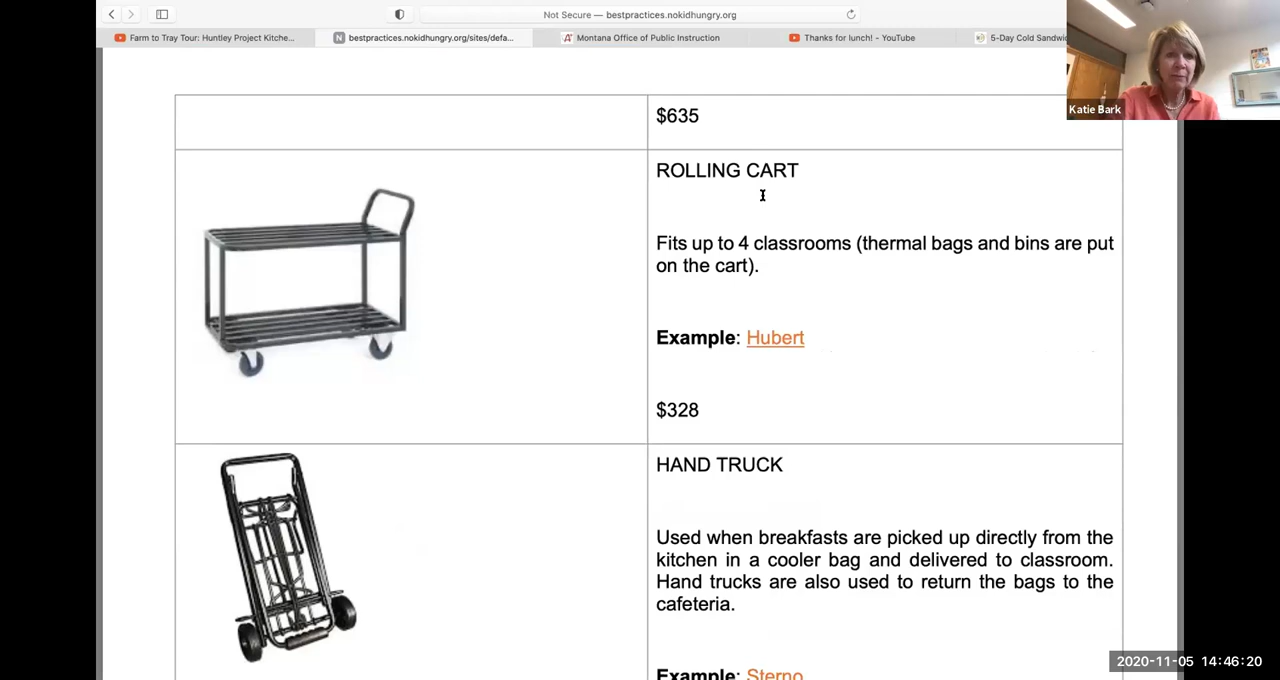 Not Secure — bestpractices.nokidhungry.org
Farm to Tray Tour: Huntley Project Kitche...
N bestpractices.nokidhungry.org/sites/defa...
Montana Office of Public Instruction
Thanks for lunch! – YouTube
5-Day Cold Sandwi
Katie Bark
$635
ROLLING CART
Fits up to 4 classrooms (thermal bags and bins are put
on the cart).
Example: Hubert
$328
HAND TRUCK
Used when breakfasts are picked up directly from the
kitchen in a cooler bag and delivered to classroom.
Hand trucks are also used to return the bags to the
cafeteria.
Example: Sterno
2020-11-05 14:46:20